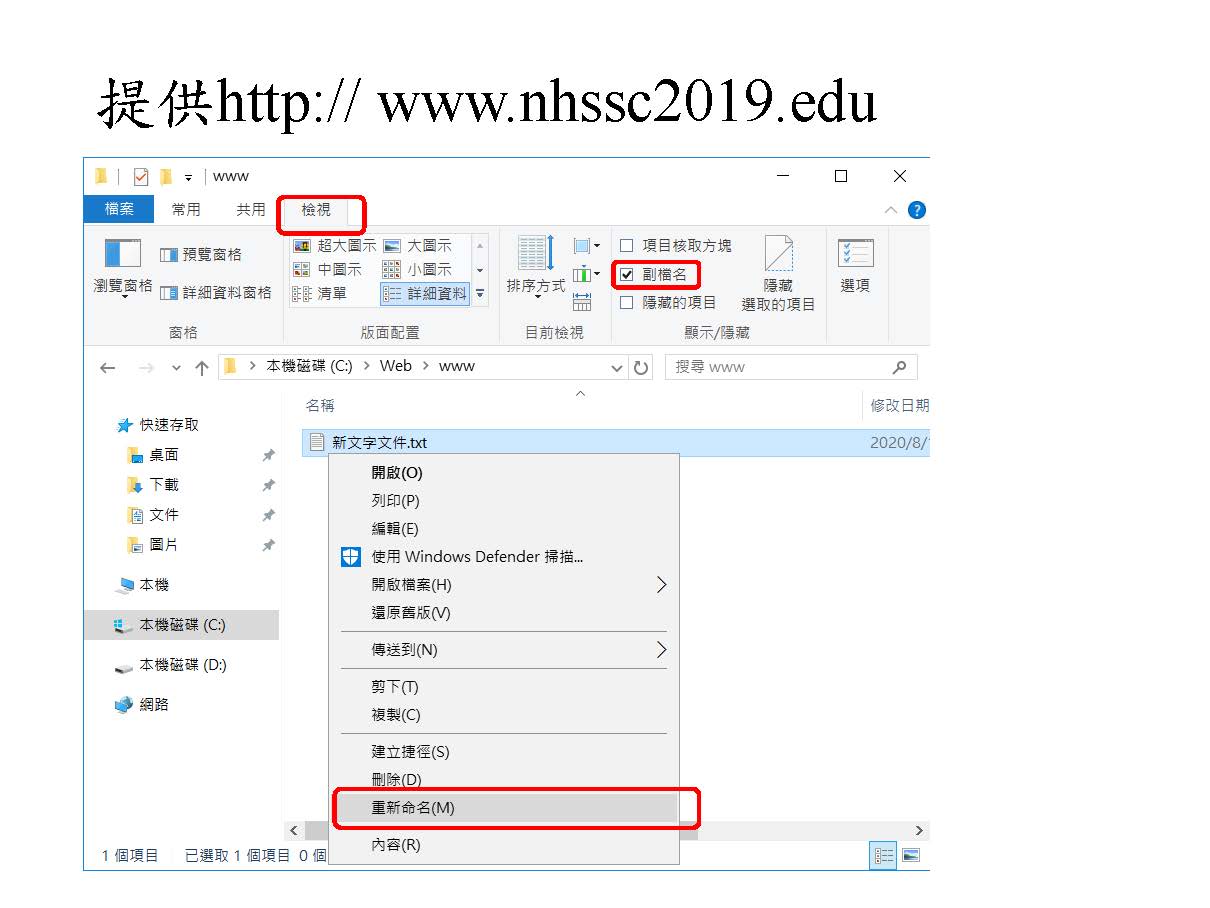 提供http:// www.nhssc2019.edu
www
檔案 常用 共用 檢視
瀏覽窗格 預覽窗格 詳細資料窗格
窗格
超大圖示 大圖示
中圖示 小圖示
清單 詳細資料
版面配置
排序方式
目前檢視
項目核取方塊
副檔名
隱藏的項目
隱藏
選取的項目
顯示/隱藏
選項
本機磁碟 (C:) Web www
搜尋 www
名稱 修改日期
快速存取
桌面
下載
文件
圖片
本機
本機磁碟 (C:)
本機磁碟 (D:)
網路
新文字文件.txt 2020/8/
開啟(O)
列印(P)
編輯(E)
使用 Windows Defender 掃描...
開啟檔案(H)
還原舊版(V)
傳送到(N)
剪下(T)
複製(C)
建立捷徑(S)
刪除(D)
重新命名(M)
內容(R)
1 個項目 已選取 1 個項目 0 個